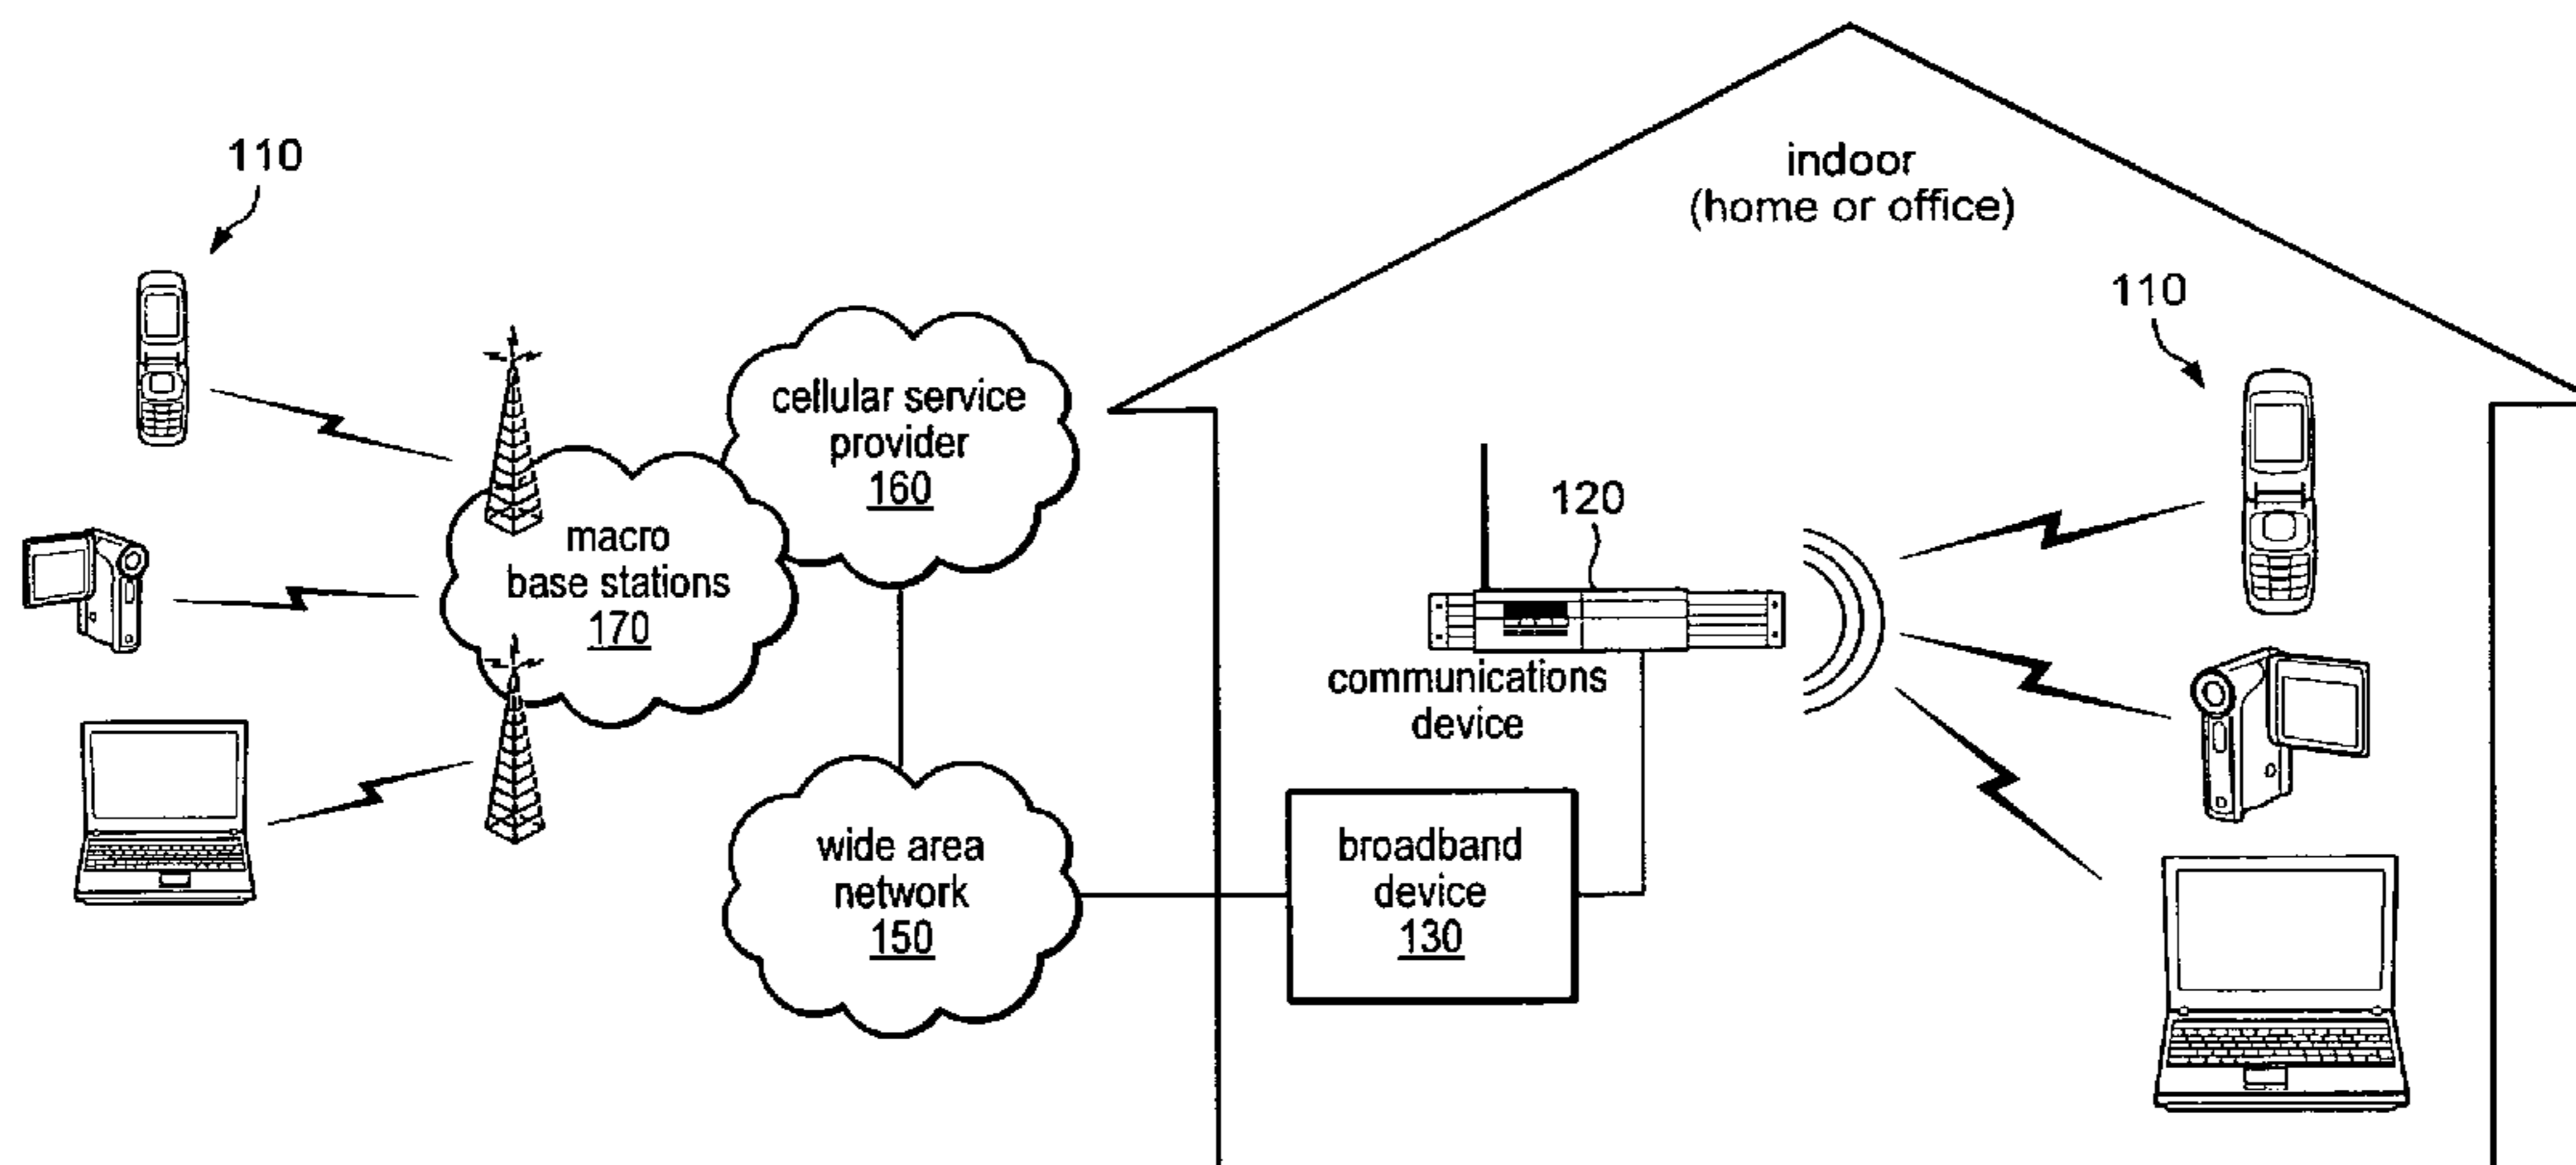 110
indoor
(home or office)
110
cellular service
provider
160
macro
base stations
170
120
communications
device
wide area
network
150
broadband
device
130